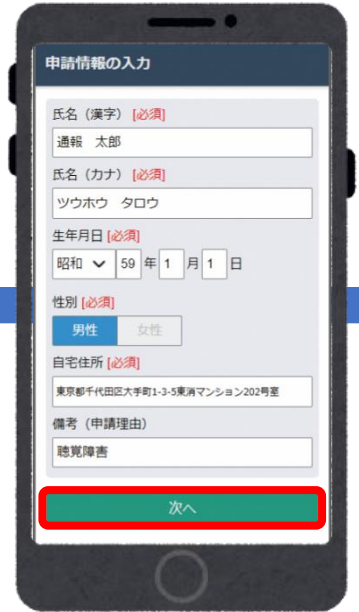 申請情報の入力
氏名（漢字）[必須]
通報　太郎
氏名（カナ）[必須]
ツウホウ　タロウ
生年月日 [必須]
昭和 59 年 1 月 1 日
性別 [必須]
男性 女性
自宅住所 [必須]
東京都千代田区大手町1-3-5東消マンション202号室
備考（申請理由）
聴覚障害
次へ